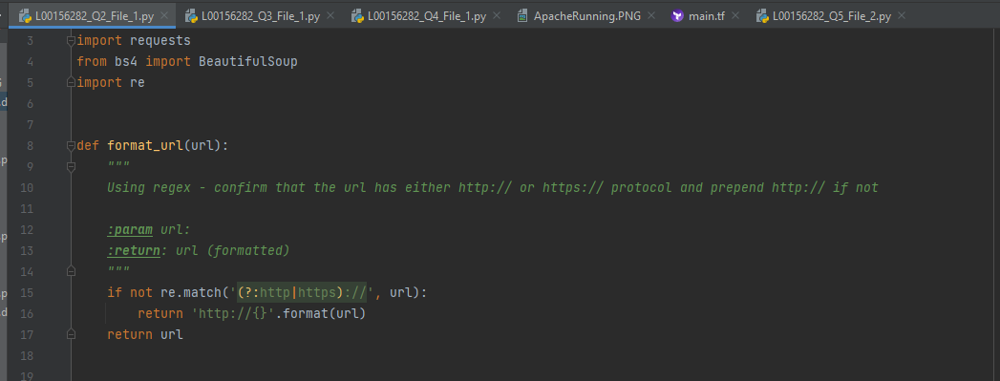 L00156282_Q2_File_1.py L00156282_Q3_File_1.py L00156282_Q4_File_1.py ApacheRunning.PNG main.tf L00156282_Q5_File_2.py
3 import requests
4 from bs4 import BeautifulSoup
5 import re
6
7
8 def format_url(url):
9 """
10 Using regex - confirm that the url has either http:// or https:// protocol and prepend http:// if not
11
12 :param url:
13 :return: url (formatted)
14 """
15 if not re.match('(?:http|https)://', url):
16 return 'http://{}'.format(url)
17 return url
18
19